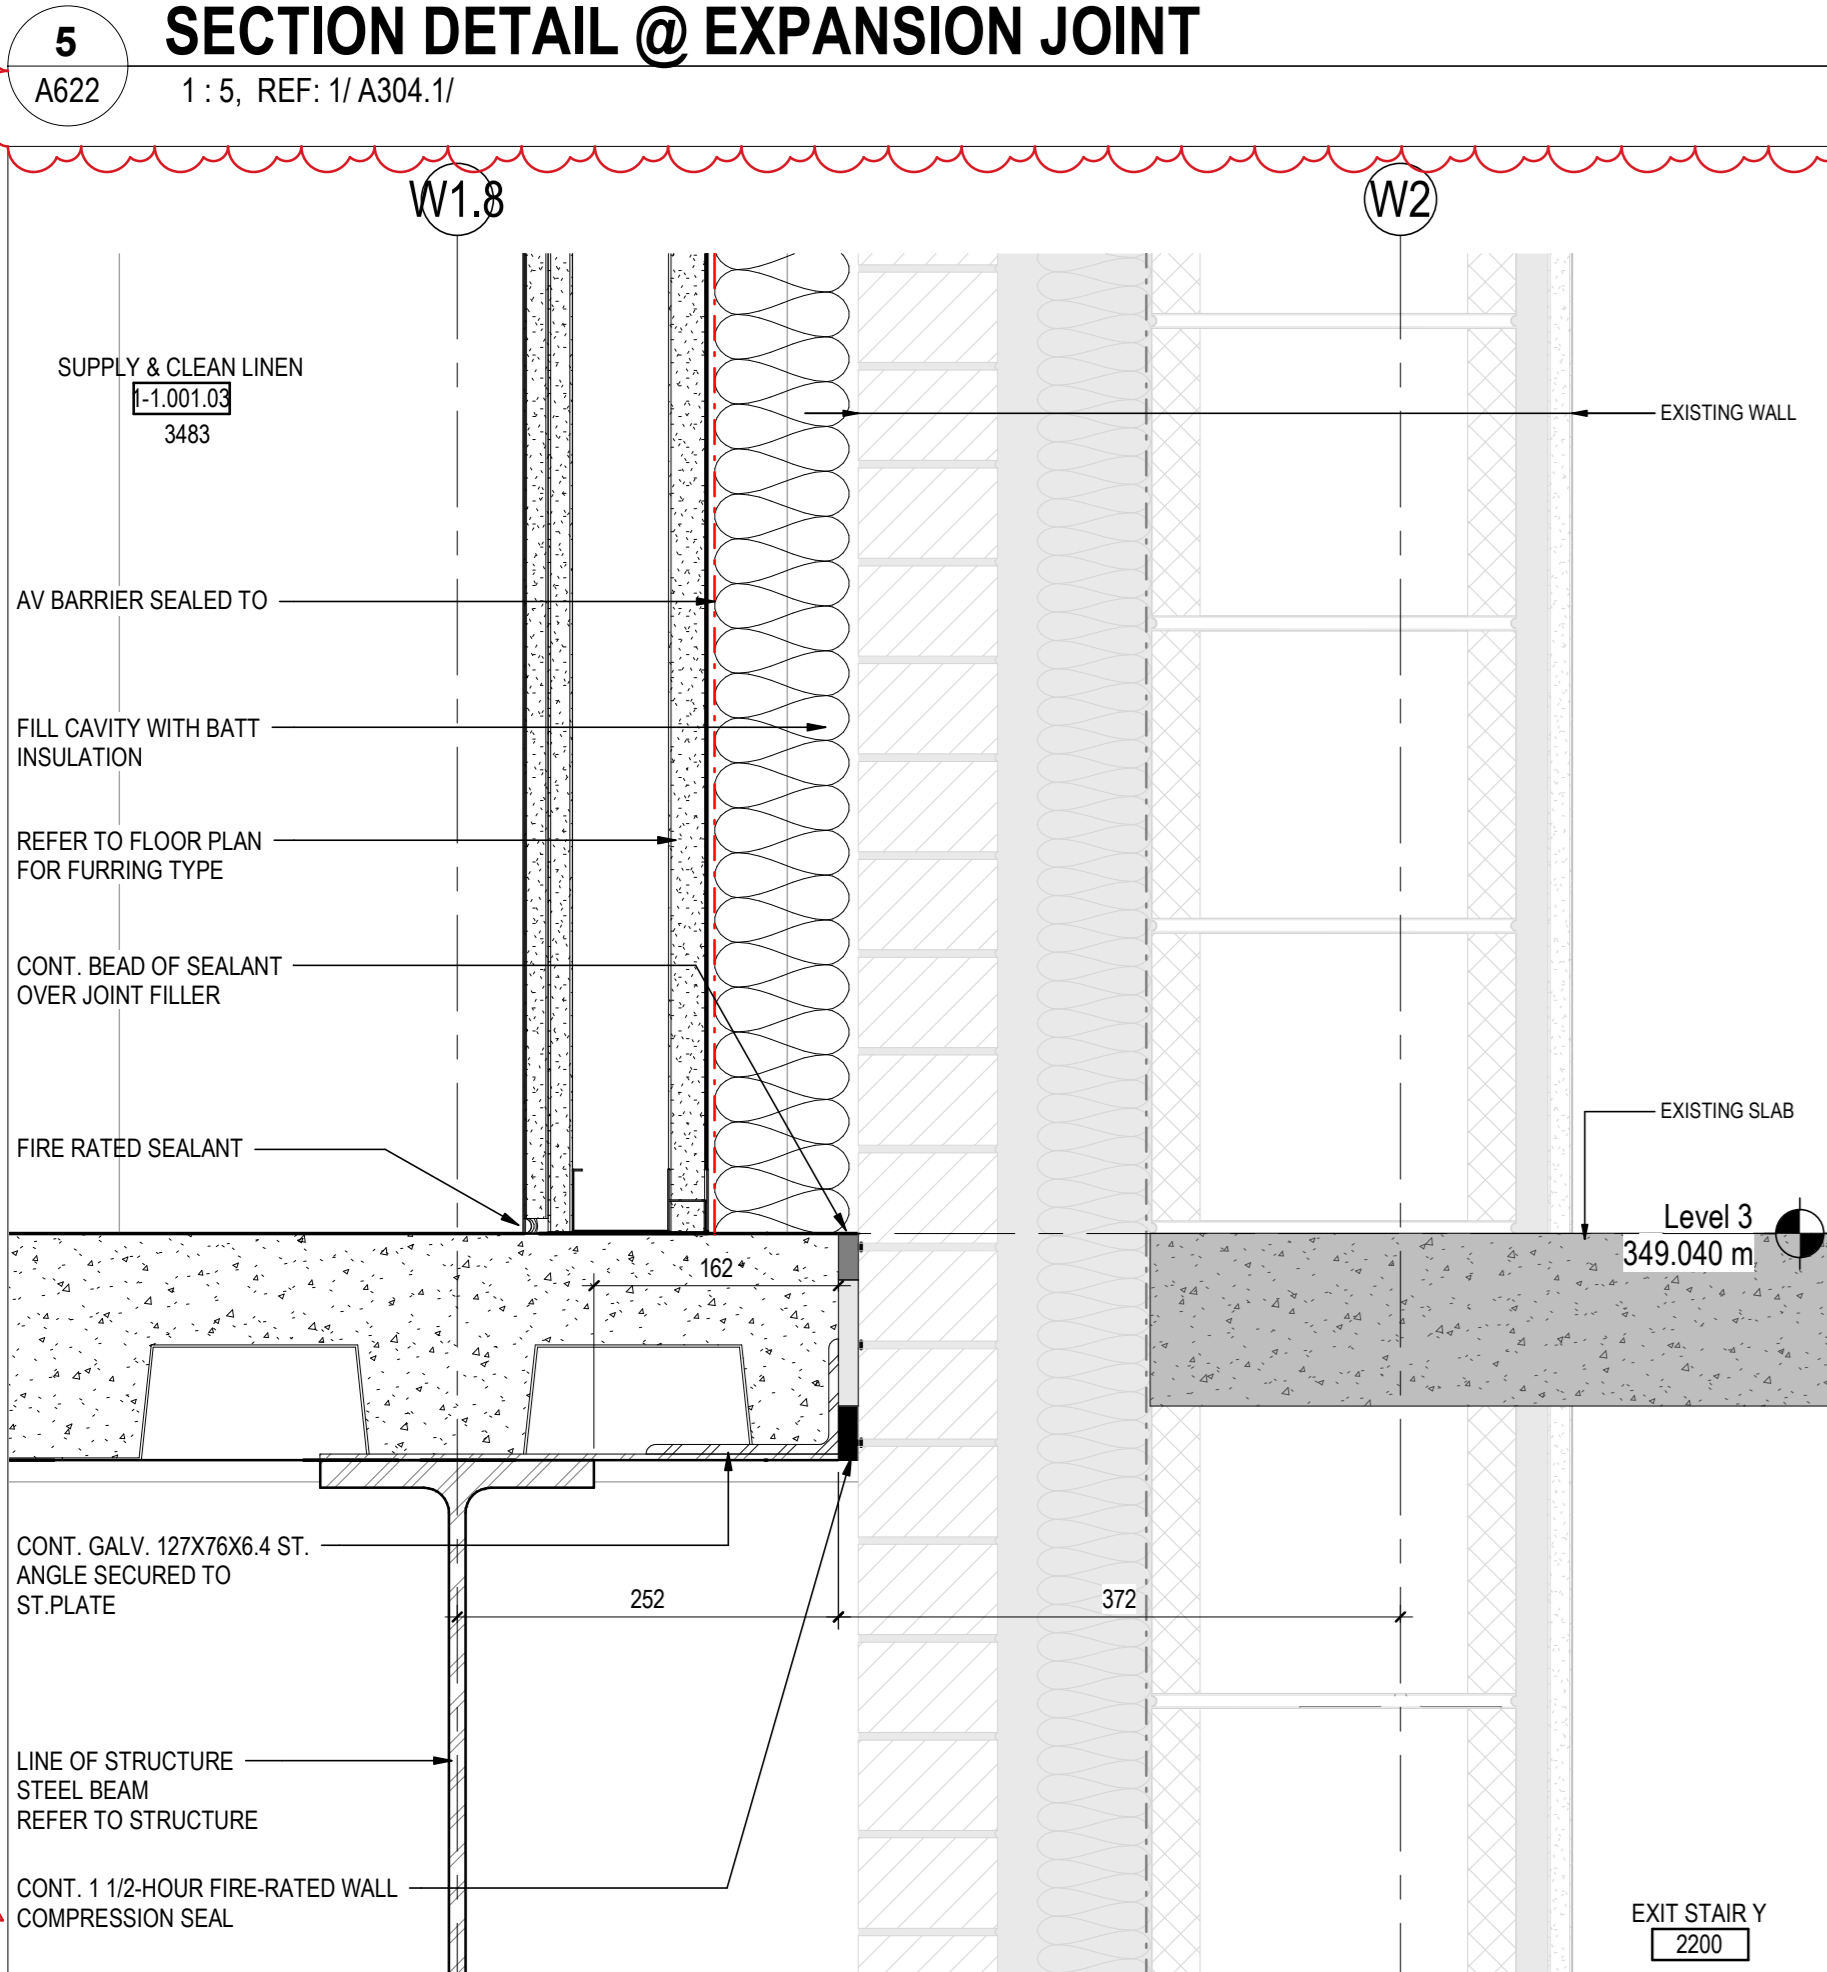 5
A622
SECTION DETAIL @ EXPANSION JOINT
1 : 5, REF: 1/ A304.1/
W1.8
W2
SUPPLY & CLEAN LINEN
1-1.001.03
3483
EXISTING WALL
AV BARRIER SEALED TO
FILL CAVITY WITH BATT
INSULATION
REFER TO FLOOR PLAN
FOR FURRING TYPE
CONT. BEAD OF SEALANT
OVER JOINT FILLER
EXISTING SLAB
FIRE RATED SEALANT
Level 3
349.040 m
162
CONT. GALV. 127X76X6.4 ST.
ANGLE SECURED TO
ST.PLATE
252
372
LINE OF STRUCTURE
STEEL BEAM
REFER TO STRUCTURE
CONT. 1 1/2-HOUR FIRE-RATED WALL
COMPRESSION SEAL
EXIT STAIR Y
2200